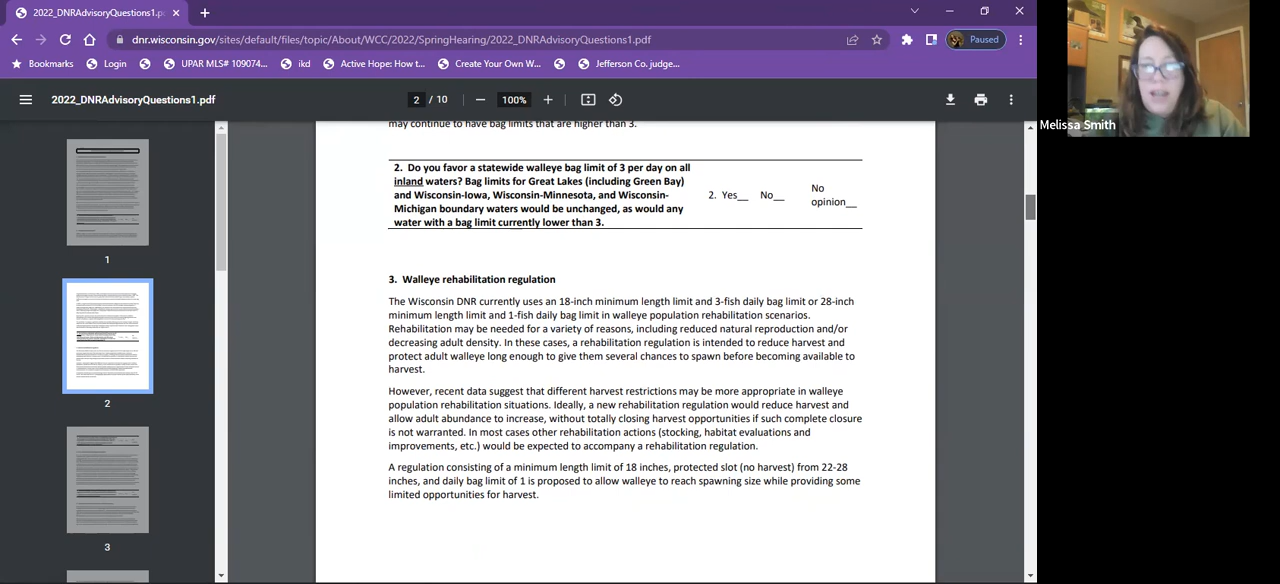 2022_DNRAdvisoryQuestions1.p
dnr.wisconsin.gov/sites/default/files/topic/About/WCC/2022/SpringHearing/2022_DNRAdvisoryQuestions1.pdf
Paused
Bookmarks Login UPAR MLS# 109074... ikd Active Hope: How t... Create Your Own W... Jefferson Co. judge...
2022_DNRAdvisoryQuestions1.pdf 2 / 10 100%
Melissa Smith
may continue to have bag limits that are higher than 3.
2. Do you favor a statewide walleye bag limit of 3 per day on all
inland waters? Bag limits for Great Lakes (including Green Bay)
and Wisconsin-Iowa, Wisconsin-Minnesota, and Wisconsin-
Michigan boundary waters would be unchanged, as would any
water with a bag limit currently lower than 3.
2. Yes__ No__ No
opinion__
3. Walleye rehabilitation regulation
The Wisconsin DNR currently uses an 18-inch minimum length limit and 3-fish daily bag limit or 28-inch
minimum length limit and 1-fish daily bag limit in walleye population rehabilitation scenarios.
Rehabilitation may be needed for a variety of reasons, including reduced natural reproduction and/or
decreasing adult density. In these cases, a rehabilitation regulation is intended to reduce harvest and
protect adult walleye long enough to give them several chances to spawn before becoming available to
harvest.
However, recent data suggest that different harvest restrictions may be more appropriate in walleye
population rehabilitation situations. Ideally, a new rehabilitation regulation would reduce harvest and
allow adult abundance to increase, without totally closing harvest opportunities if such complete closure
is not warranted. In most cases other rehabilitation actions (stocking, habitat evaluations and
improvements, etc.) would be expected to accompany a rehabilitation regulation.
A regulation consisting of a minimum length limit of 18 inches, protected slot (no harvest) from 22-28
inches, and daily bag limit of 1 is proposed to allow walleye to reach spawning size while providing some
limited opportunities for harvest.
1
2
3